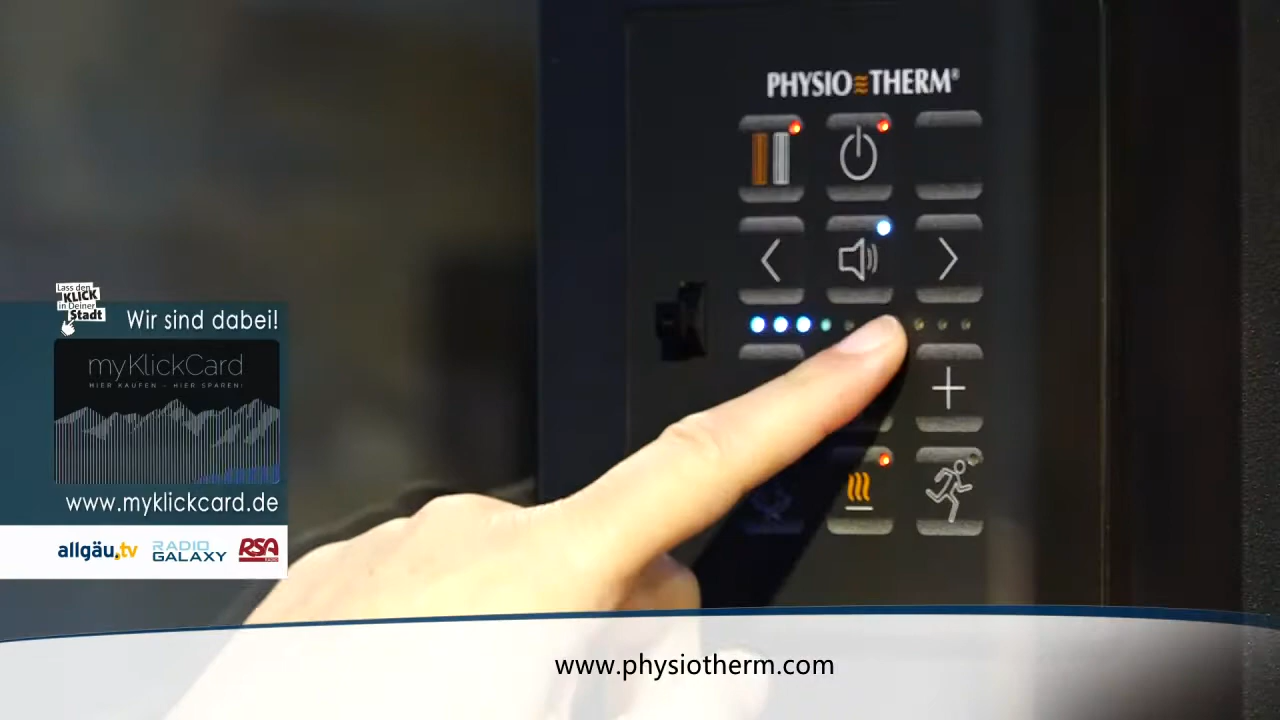 PHYSIO THERM®
Lass den
KLICK
in Deiner
Stadt
Wir sind dabei!
myKlickCard
HIER KAUFEN – HIER SPAREN!
www.myklickcard.de
allgäu.tv
RADIO
GALAXY
RSA
RADIO
www.physiotherm.com